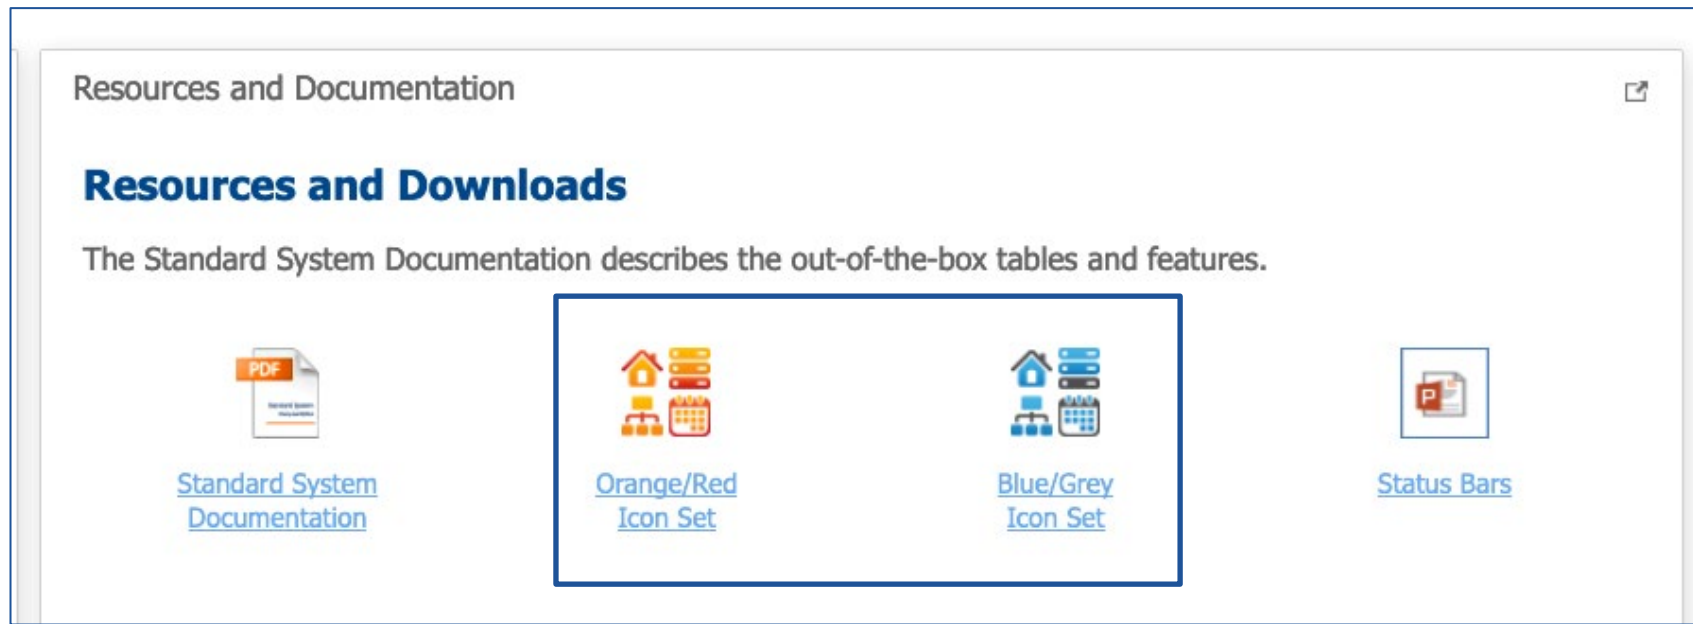 Resources and Documentation
Resources and Downloads
The Standard System Documentation describes the out-of-the-box tables and features.
PDF
Standard System
Documentation
Orange/Red
Icon Set
Blue/Grey
Icon Set
P
Status Bars